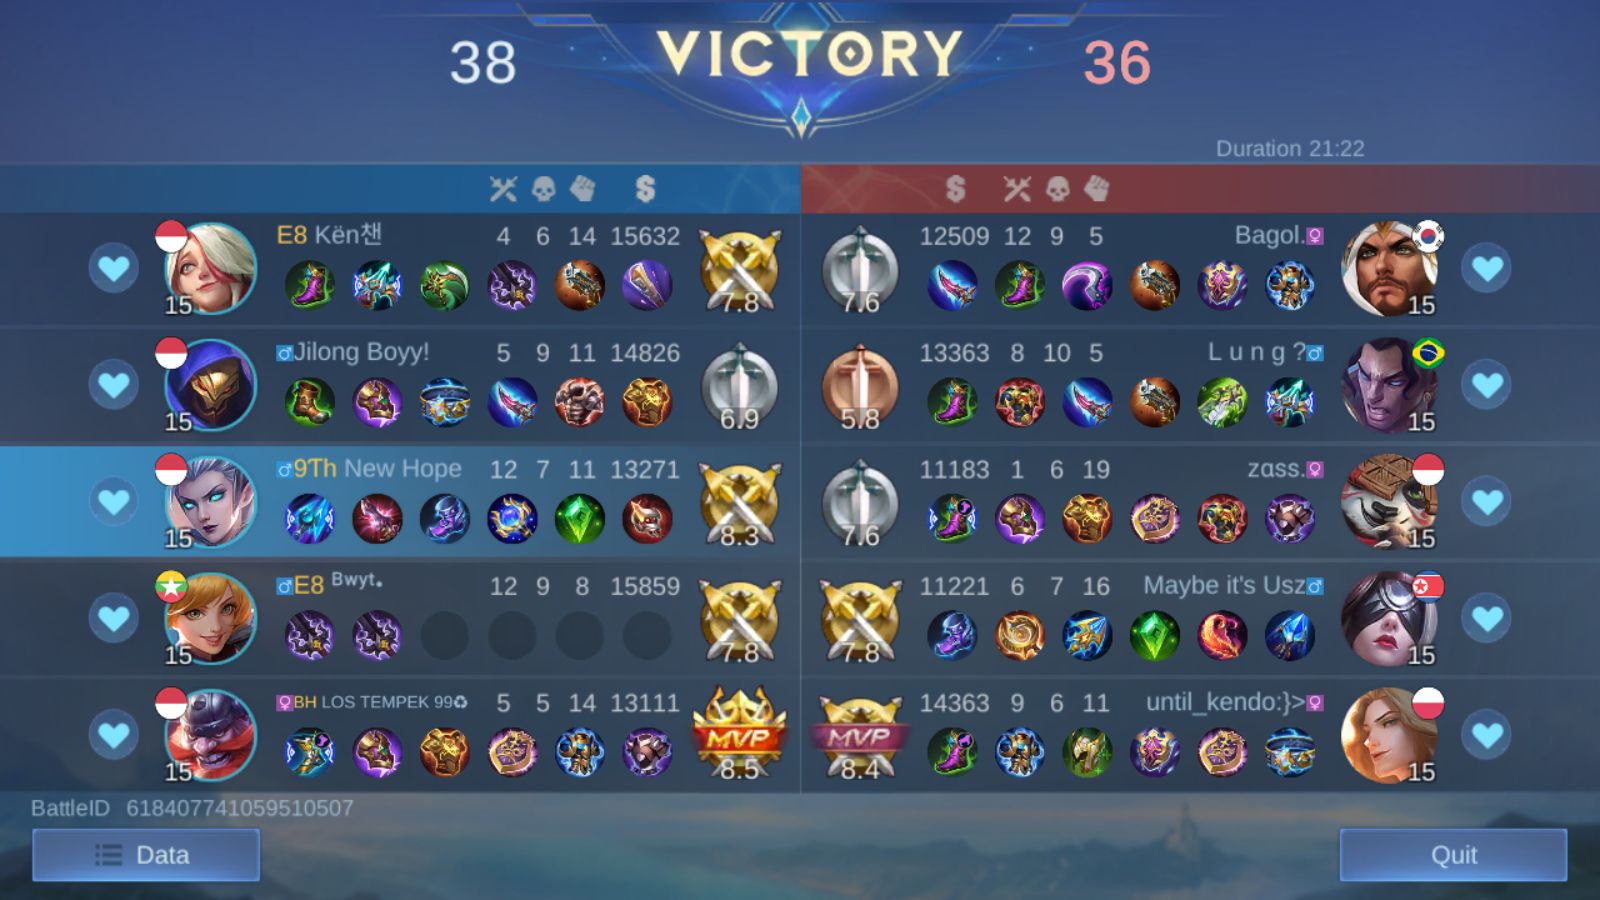 38 VICTORY 36
Duration 21:22
E8 Kën챈 4 6 14 15632 7.8 15
7.6 12509 12 9 5 Bagol. 15
Jilong Boyy! 5 9 11 14826 6.9 15
5.8 13363 8 10 5 L u n g ? 15
9Th New Hope 12 7 11 13271 8.3 15
7.6 11183 1 6 19 zɑss. 15
E8 Bwyt. 12 9 8 15859 7.8 15
7.8 11221 6 7 16 Maybe it's Usz 15
BH LOS TEMPEK 99♻ 5 5 14 13111 MVP 8.5 15
MVP 8.4 14363 9 6 11 until_kendo:}> 15
BattleID 618407741059510507
Data
Quit